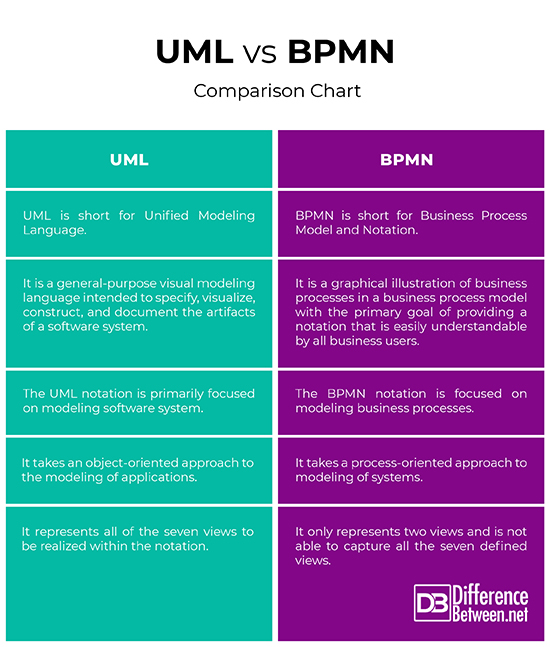 UML vs BPMN
Comparison Chart
UML
BPMN
UML is short for Unified Modeling
Language.
BPMN is short for Business Process
Model and Notation.
It is a general-purpose visual modeling
language intended to specify, visualize,
construct, and document the artifacts
of a software system.
It is a graphical illustration of business
processes in a business process model
with the primary goal of providing a
notation that is easily understandable
by all business users.
The UML notation is primarily focused
on modeling software system.
The BPMN notation is focused on
modeling business processes.
It takes an object-oriented approach to
the modeling of applications.
It takes a process-oriented approach to
modeling of systems.
It represents all of the seven views to
be realized within the notation.
It only represents two views and is not
able to capture all the seven defined
views.
DB Difference
Between.net